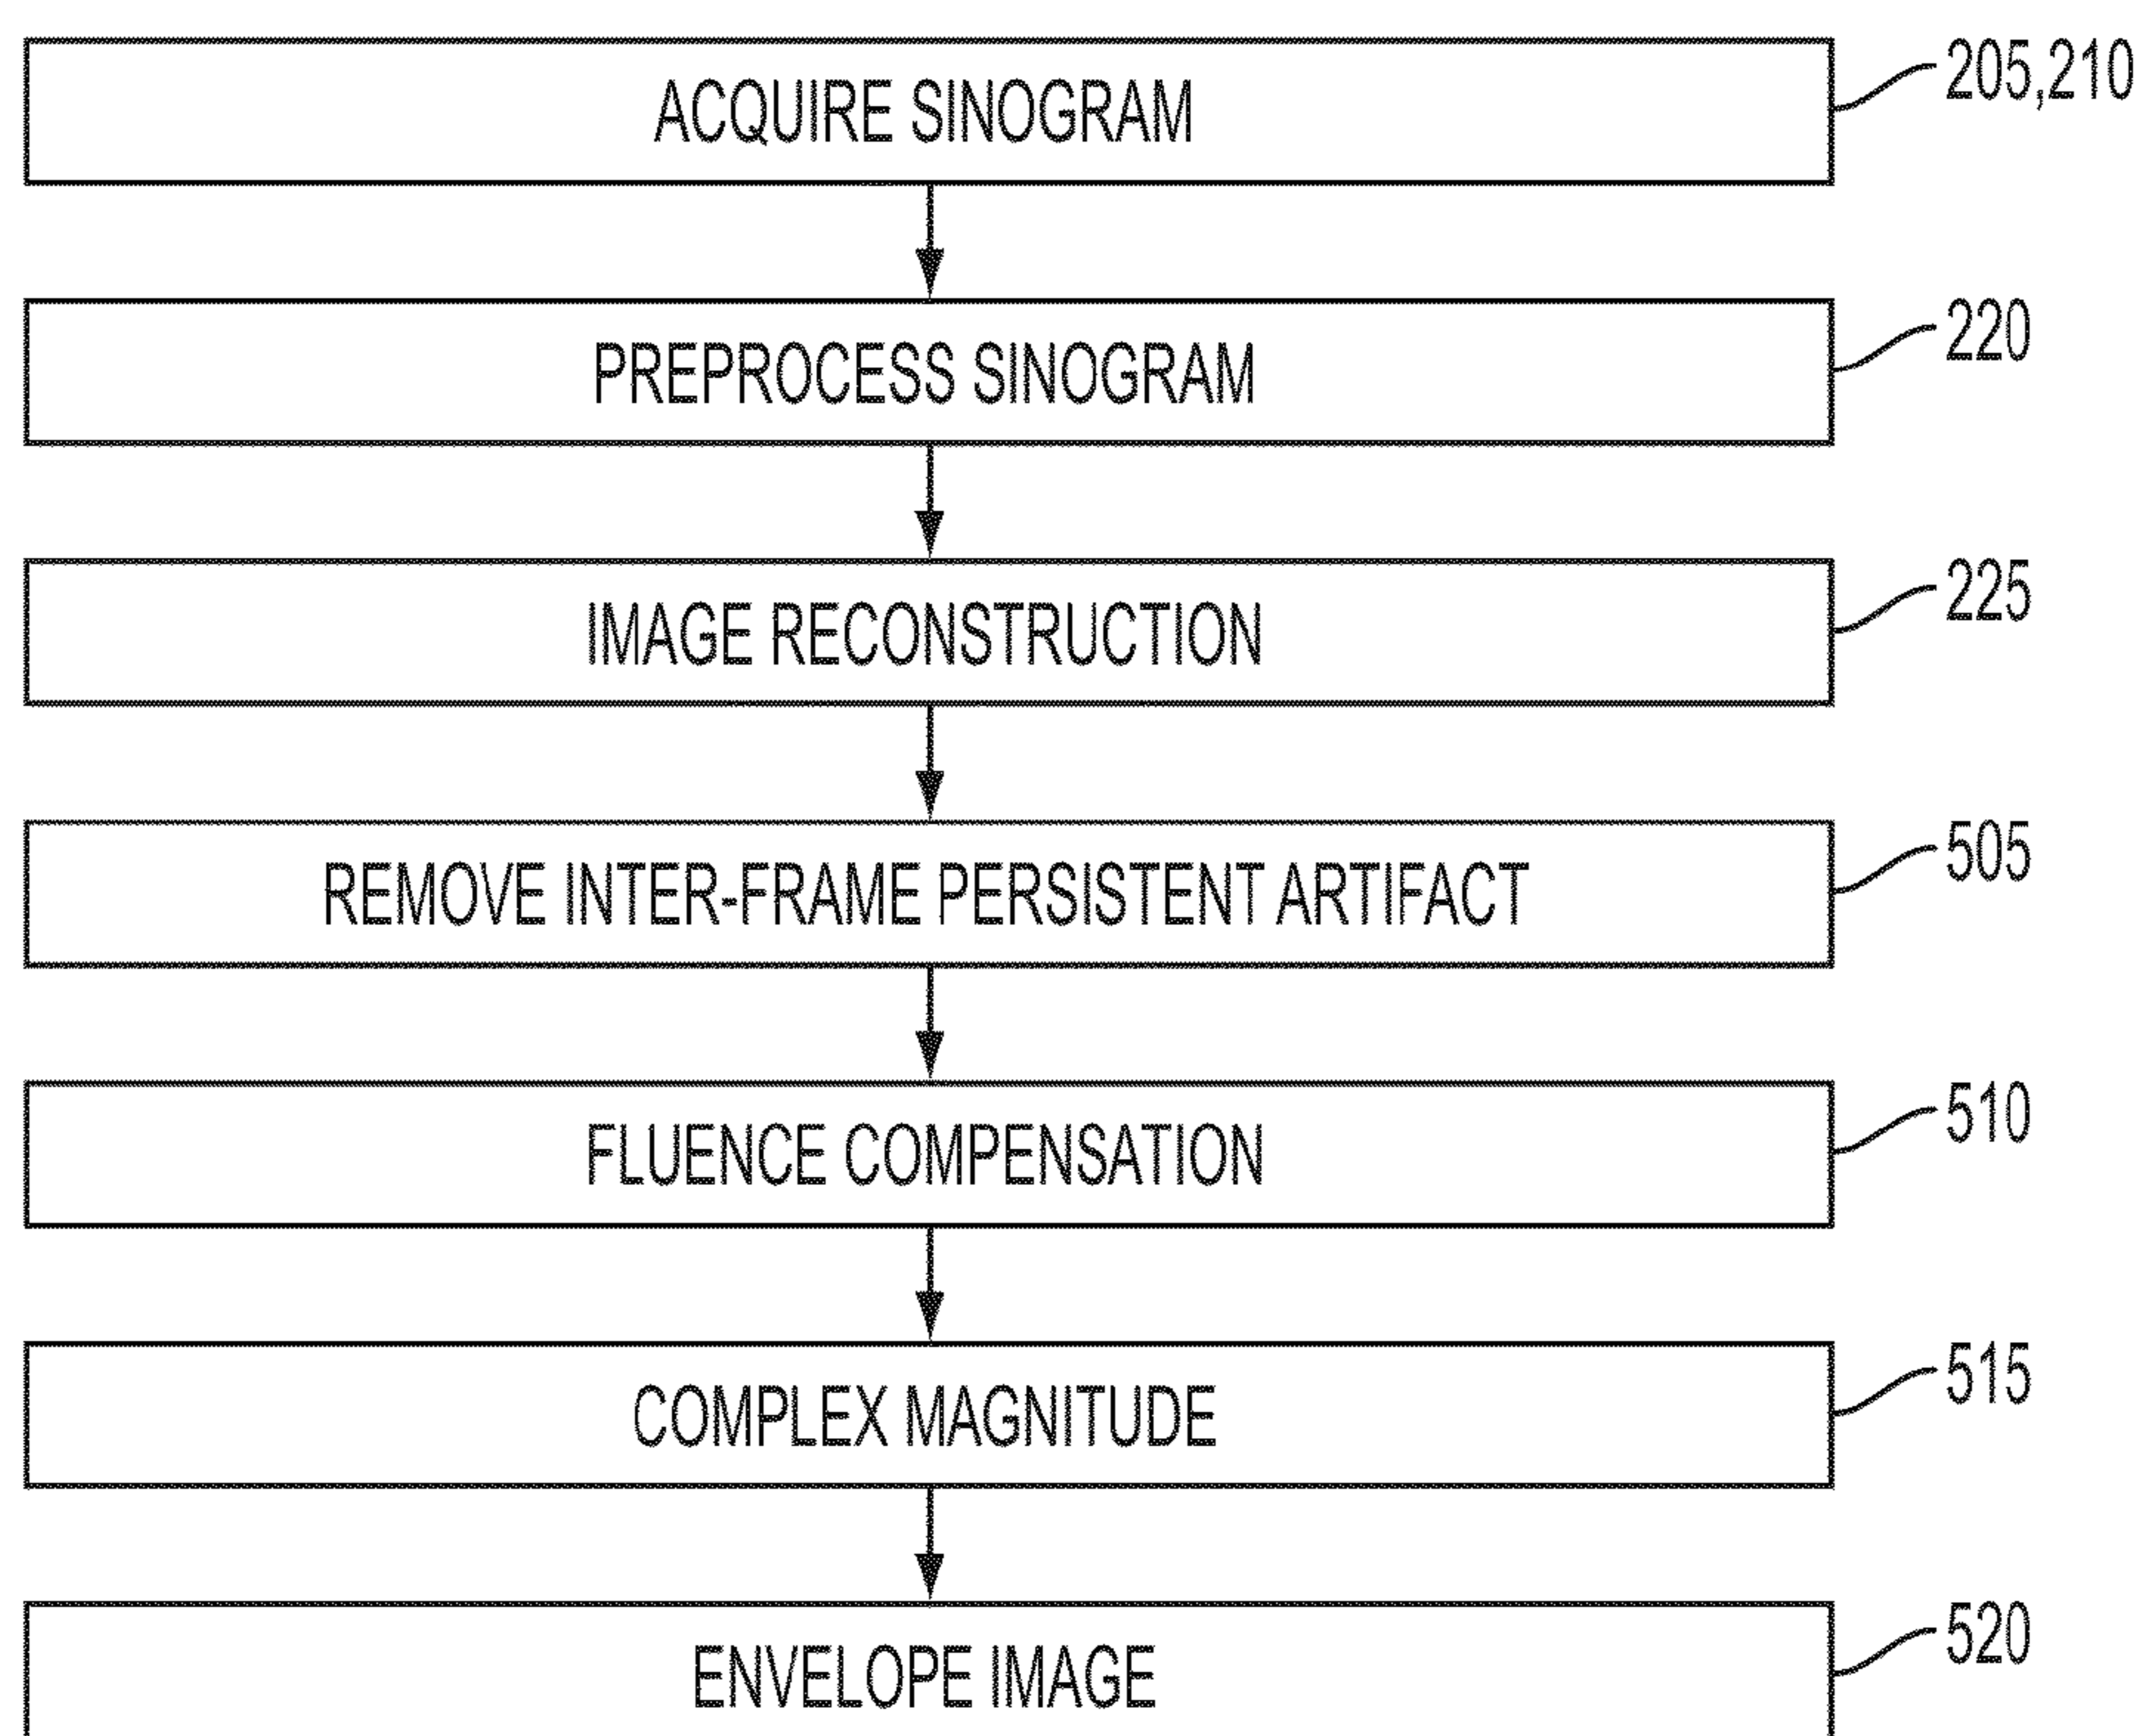 ACQUIRE SINOGRAM 205,210
PREPROCESS SINOGRAM 220
IMAGE RECONSTRUCTION 225
REMOVE INTER-FRAME PERSISTENT ARTIFACT 505
FLUENCE COMPENSATION 510
COMPLEX MAGNITUDE 515
ENVELOPE IMAGE 520